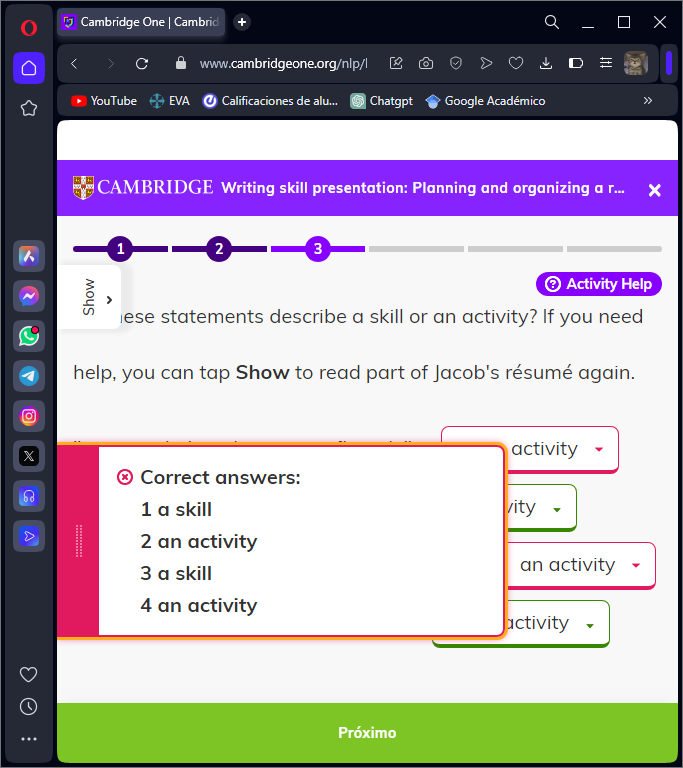 Cambridge One | Cambrid
www.cambridgeone.org/nlp/l
YouTube
EVA
Calificaciones de alu...
Chatgpt
Google Académico
CAMBRIDGE
Writing skill presentation: Planning and organizing a r...
1
2
3
Activity Help
Show
these statements describe a skill or an activity? If you need
help, you can tap Show to read part of Jacob's résumé again.
activity
an activity
activity
Correct answers:
1 a skill
2 an activity
3 a skill
4 an activity
Próximo